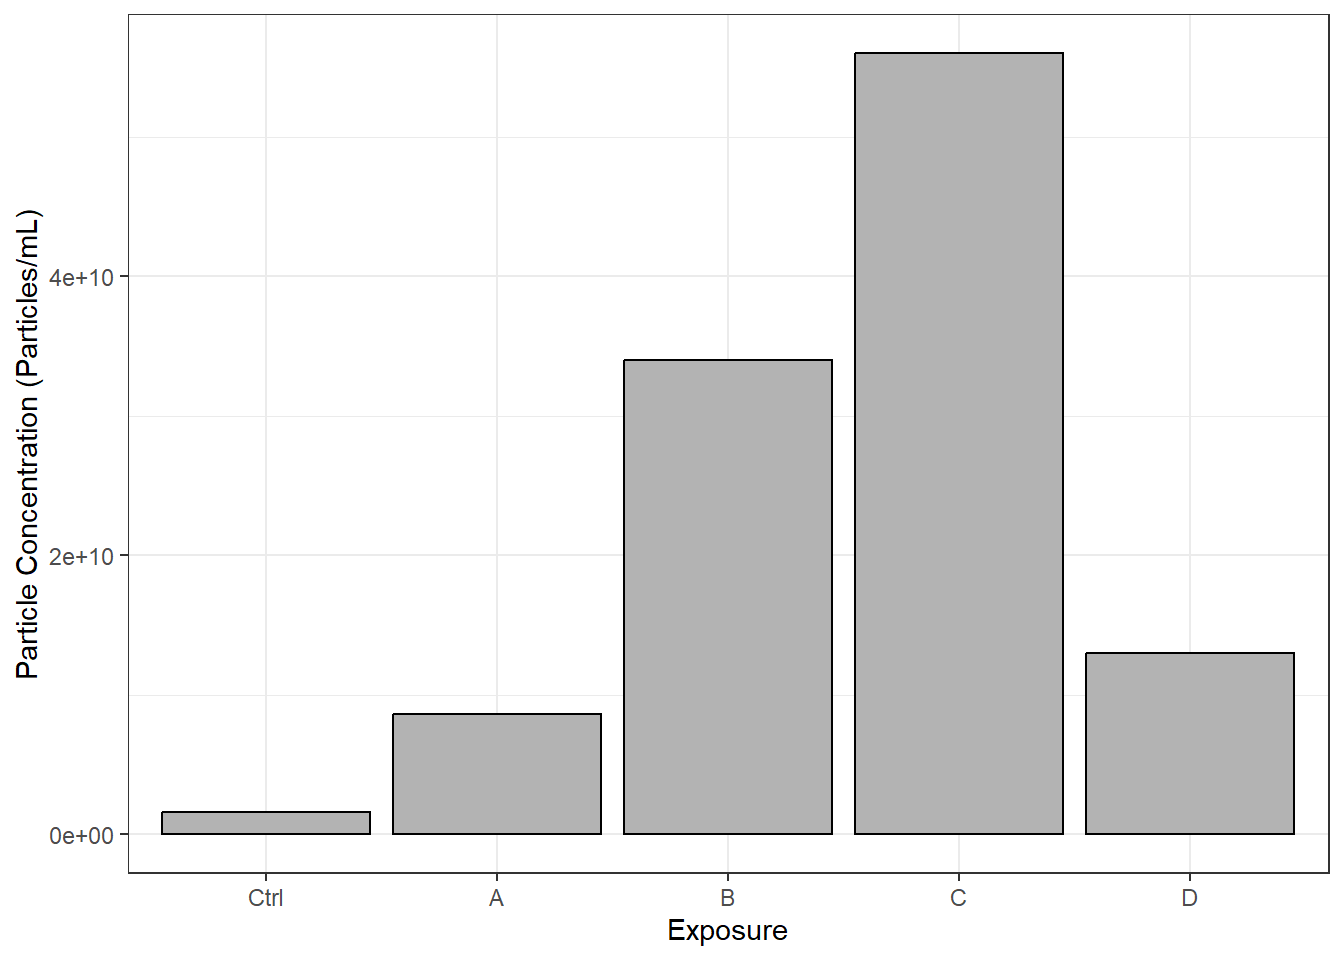 Particle Concentration (Particles/mL)
4e+10
2e+10
0e+00
Ctrl A B C D
Exposure